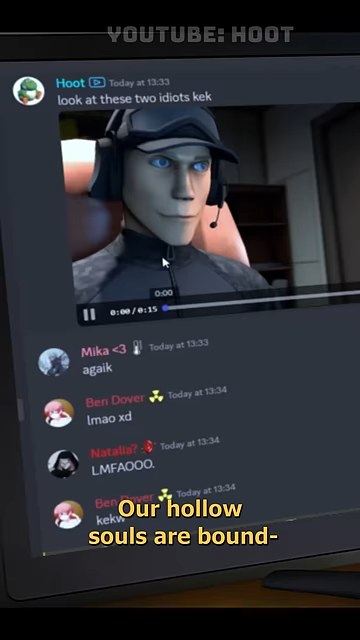 YOUTUBE: HOOT
Hoot Today at 13:33
look at these two idiots kek
0:00
0:00/0:15
Mika <3 Today at 13:33
agaik
Ben Dover Today at 13:34
lmao xd
Natalia? Today at 13:34
LMFAOOO.
Ben Dover Today at 13:34
kekw
Our hollow
souls are bound-